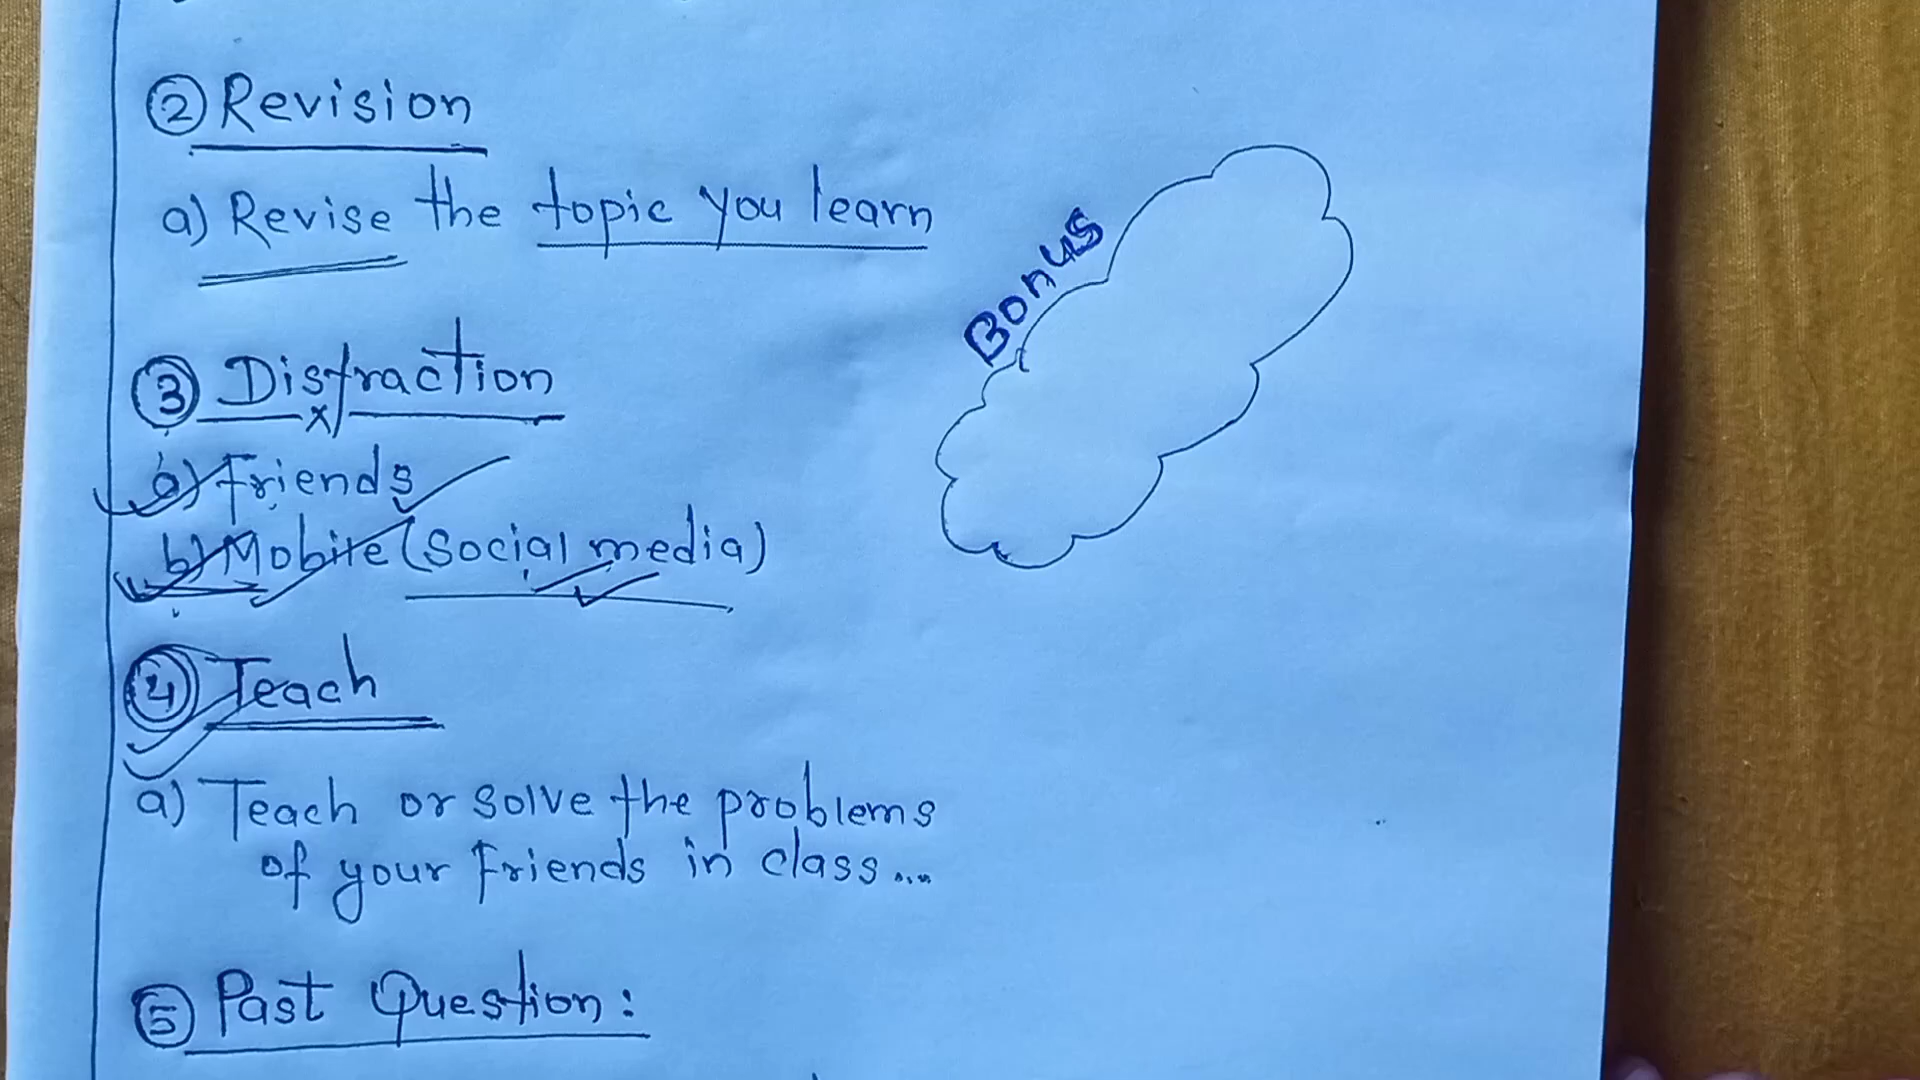 ② Revision
a) Revise the topic you learn
Bonus
③ Distraction
x
a) Friends
b) Mobile (social media)
④ Teach
a) Teach or solve the problems
of your friends in class....
⑤ Past Question: